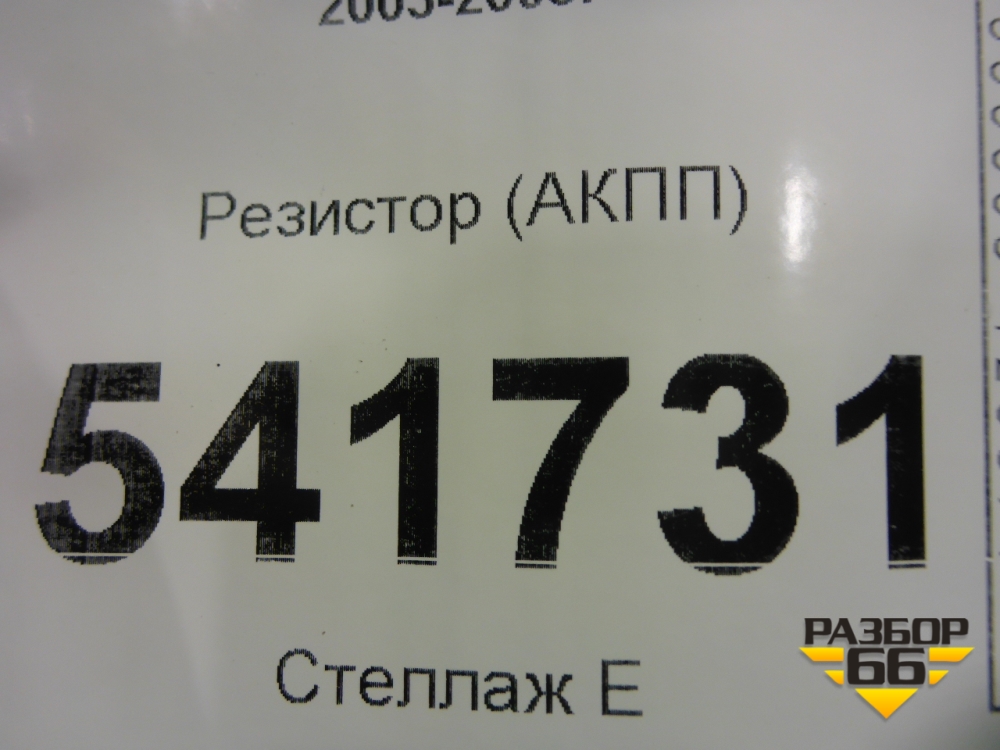 Резистор (АКПП)
541731
Стеллаж Е
РАЗБОР
66